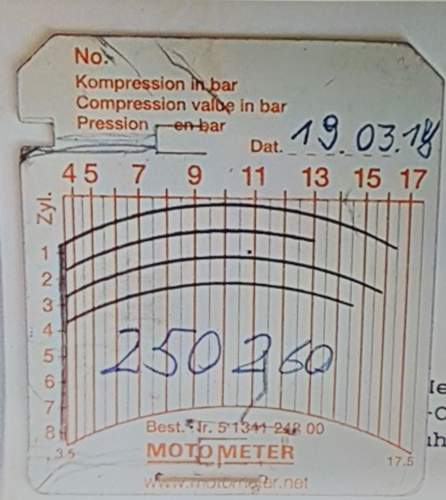 No.
Kompression in bar
Compression value in bar
Pression en bar
Dat. 19.03.18
4 5 7 9 11 13 15 17
Zyl.
1
2
3
4
5
6
7
8
250 260
3.5 17.5
Best. Nr. 5 1341 248 00
MOTOMETER
www.motometer.net